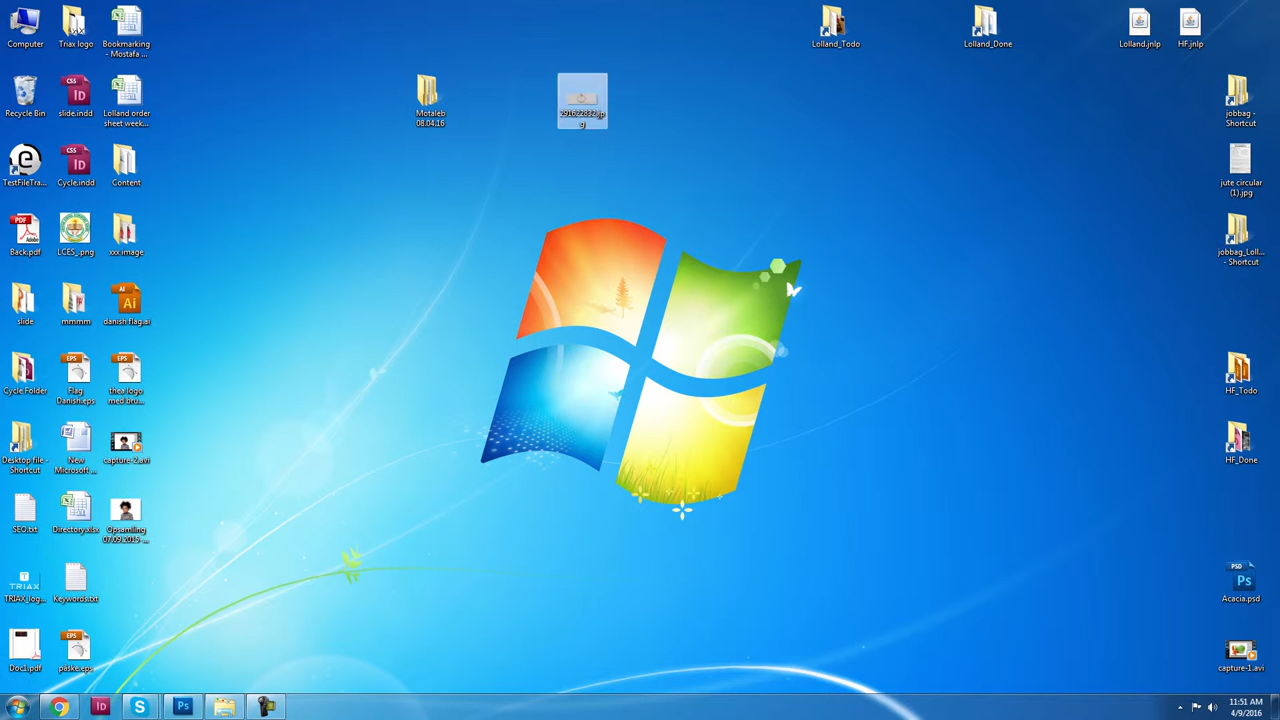 Computer
Triax logo
Bookmarking
- Mostafa ...
Lolland_Todo
Lolland_Done
Lolland.jnlp
HF.jnlp
Recycle Bin
slide.indd
Lolland order
sheet week...
Motaleb
08.04.16
jobbag -
Shortcut
TestFileTra...
Cycle.indd
Content
jute circular
(1).jpg
Back.pdf
LCES_.png
xxx image
jobbag_Loll...
- Shortcut
slide
mmmm
danish flag.ai
Cycle Folder
Flag
Danish.eps
thea logo
med bru...
HF_Todo
Desktop file -
Shortcut
New
Microsoft ...
capture-2.avi
HF_Done
SEO.txt
Directory.xlsx
Opsamling
07.09.2015-...
TRIAX_log...
Keywords.txt
Acacia.psd
Doc1.pdf
påske.eps
capture-1.avi
11:51 AM
4/9/2016